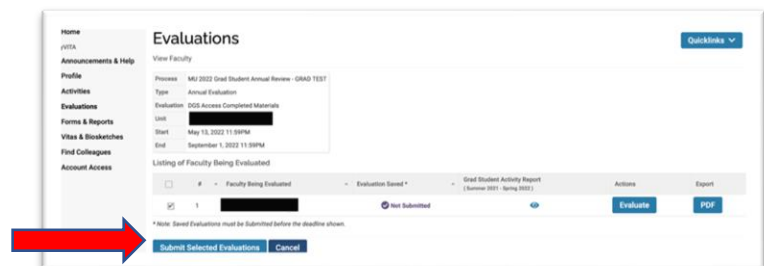 Home
myVITA
Announcements & Help
Profile
Activities
Evaluations
Forms & Reports
Vitas & Biosketches
Find Colleagues
Account Access
Evaluations
Quicklinks
View Faculty
Process MU 2022 Grad Student Annual Review - GRAD TEST
Type Annual Evaluation
Evaluation DGS Access Completed Materials
Unit
Start May 13, 2022 11:59PM
End September 1, 2022 11:59PM
Listing of Faculty Being Evaluated
# Faculty Being Evaluated Evaluation Saved * Grad Student Activity Report Actions Export
( Summer 2021 - Spring 2022 )
1 Not Submitted Evaluate PDF
* Note: Saved Evaluations must be Submitted before the deadline shown.
Submit Selected Evaluations Cancel